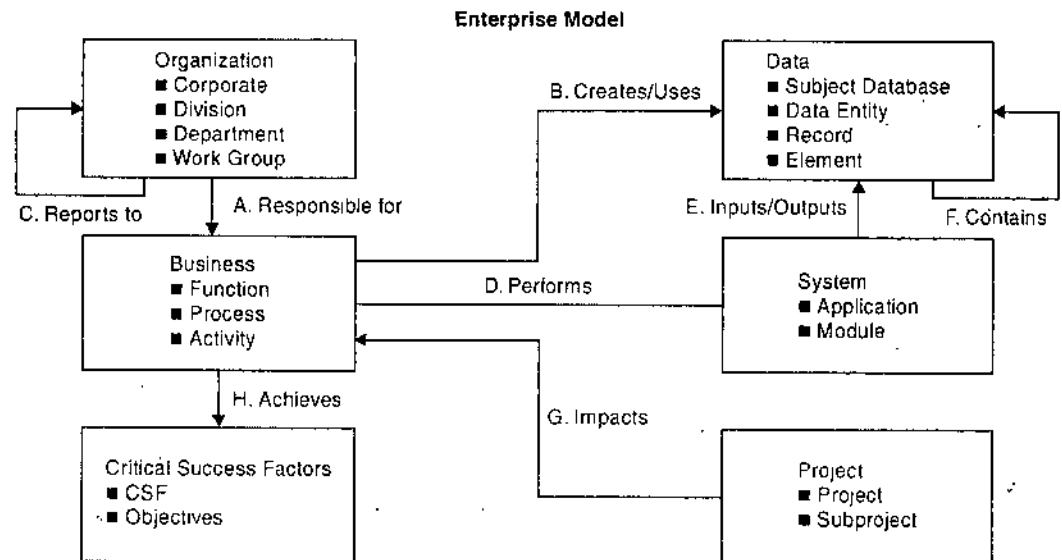 Enterprise Model
Organization
■ Corporate
■ Division
■ Department
■ Work Group
Data
■ Subject Database
■ Data Entity
■ Record
■ Element
B. Creates/Uses
C. Reports to
A. Responsible for
E. Inputs/Outputs
F. Contains
Business
■ Function
■ Process
■ Activity
D. Performs
System
■ Application
■ Module
H. Achieves
G. Impacts
Critical Success Factors
■ CSF
■ Objectives
Project
■ Project
■ Subproject